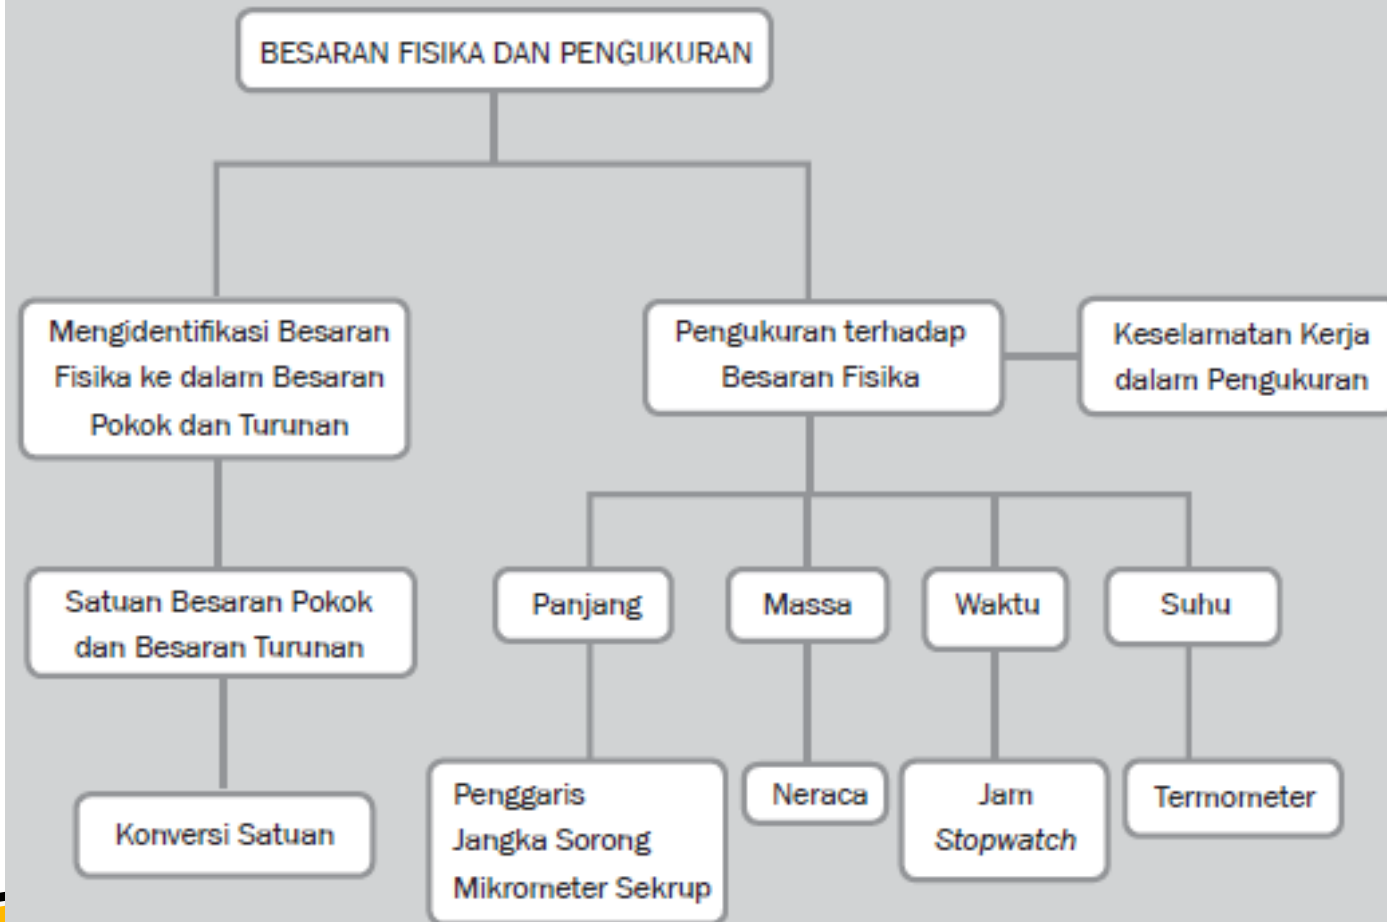 BESARAN FISIKA DAN PENGUKURAN
Mengidentifikasi Besaran
Fisika ke dalam Besaran
Pokok dan Turunan
Pengukuran terhadap
Besaran Fisika
Keselamatan Kerja
dalam Pengukuran
Satuan Besaran Pokok
dan Besaran Turunan
Panjang
Massa
Waktu
Suhu
Konversi Satuan
Penggaris
Jangka Sorong
Mikrometer Sekrup
Neraca
Jam
Stopwatch
Termometer